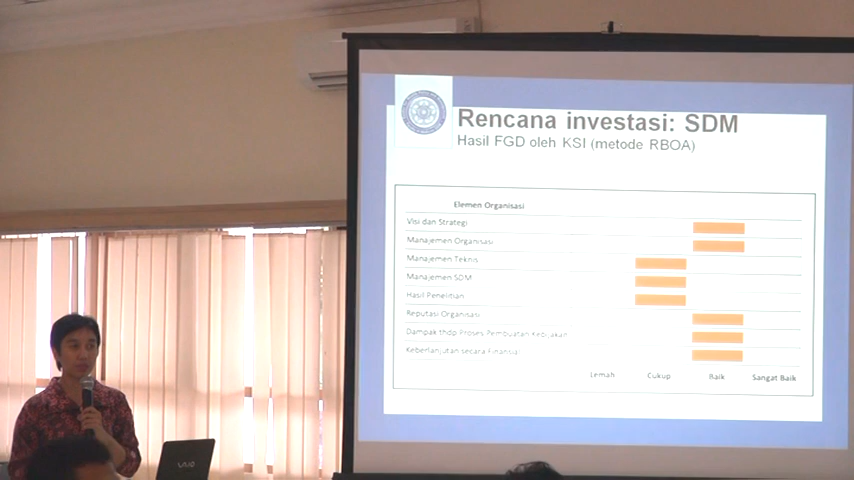 Rencana investasi: SDM
Hasil FGD oleh KSI (metode RBOA)
Elemen Organisasi
Visi dan Strategi
Manajemen Organisasi
Manajemen Teknis
Manajemen SDM
Hasil Penelitian
Reputasi Organisasi
Dampak thdp Proses Pembuatan Kebijakan
Keberlanjutan secara Finansial
Lemah Cukup Baik Sangat Baik
VAIO